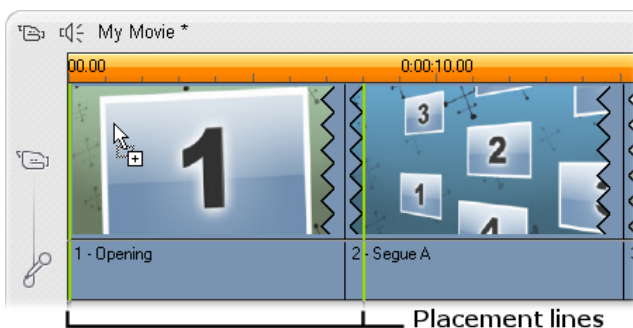 My Movie *
00.00 0:00:10.00
1
3
2
1
4
1 - Opening 2 - Segue A 3
Placement lines